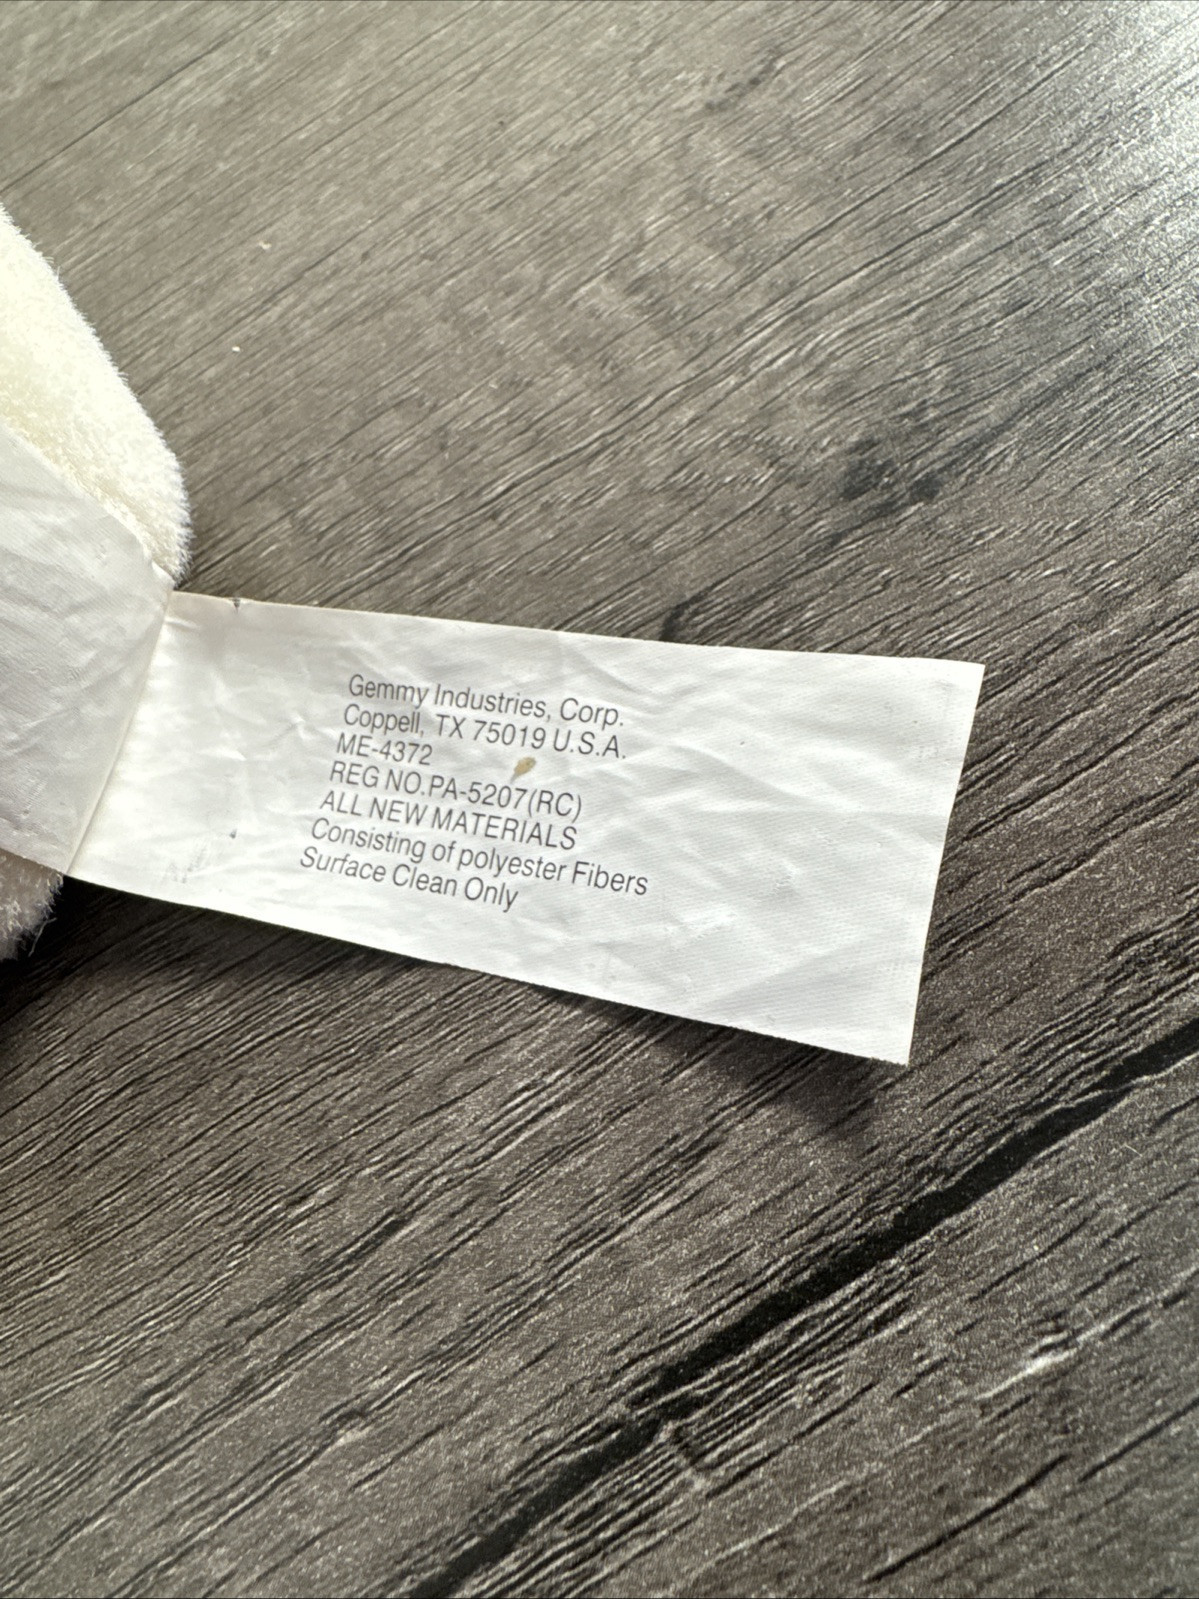 Gemmy Industries, Corp.
Coppell, TX 75019 U.S.A.
ME-4372
REG NO.PA-5207(RC)
ALL NEW MATERIALS
Consisting of polyester Fibers
Surface Clean Only